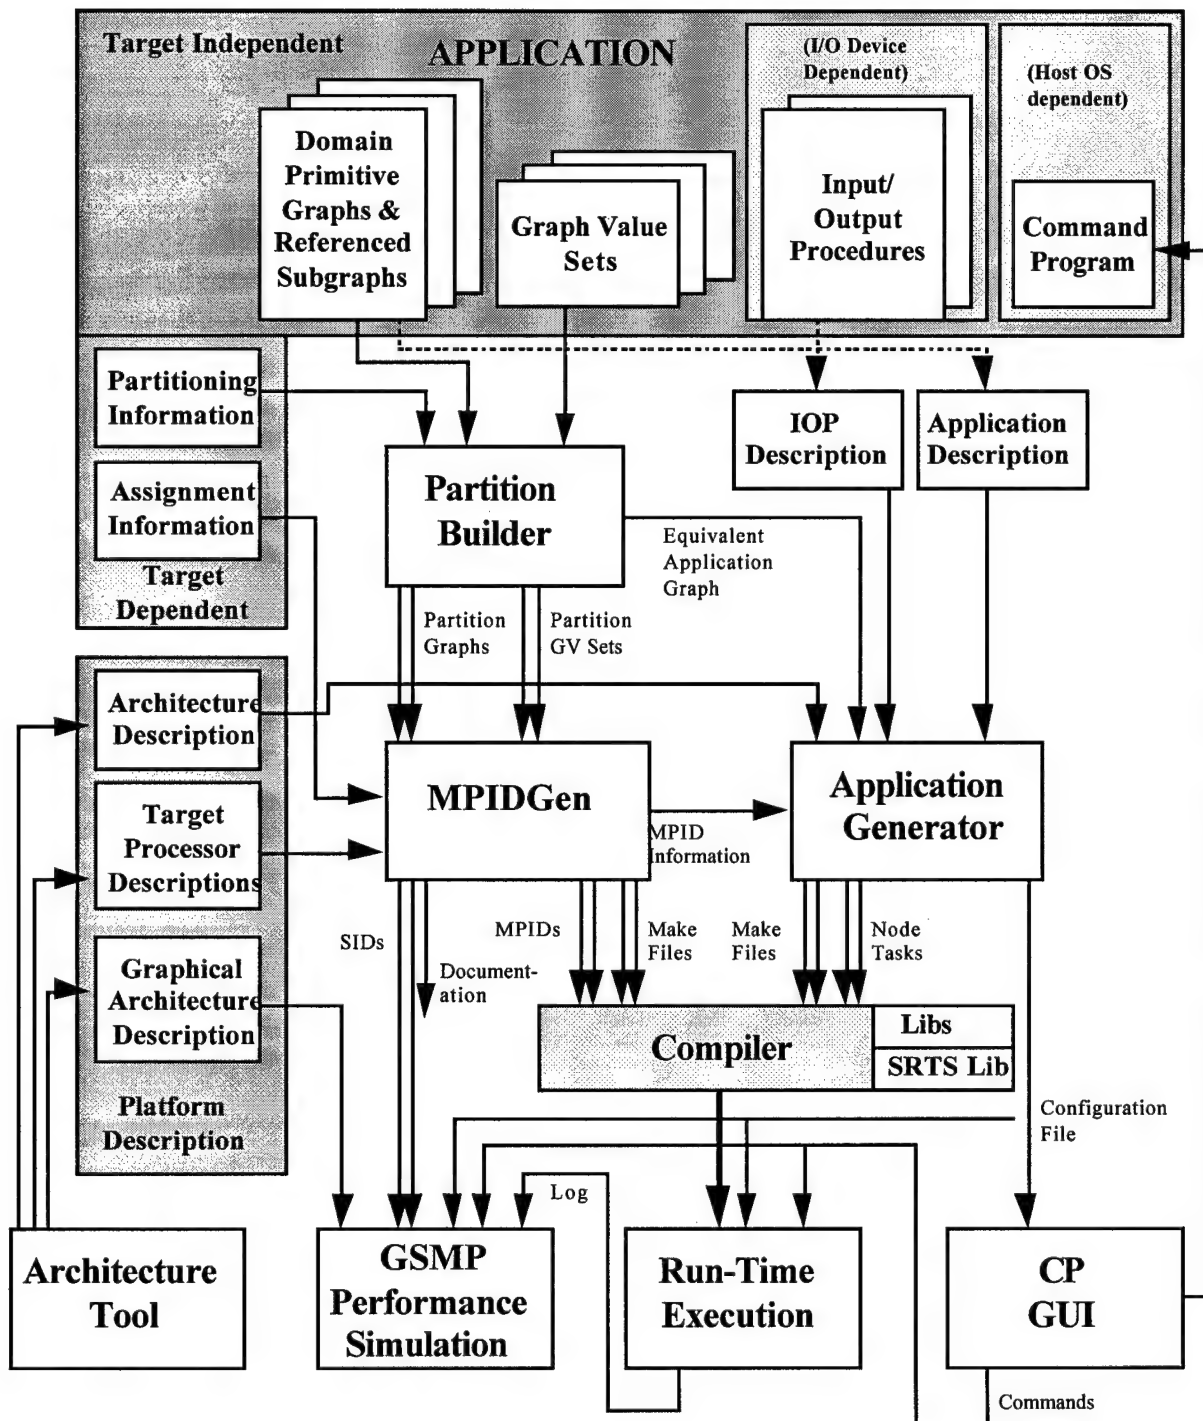 Target Independent
APPLICATION
(I/O Device
Dependent)
(Host OS
dependent)
Domain
Primitive
Graphs &
Referenced
Subgraphs
Graph Value
Sets
Input/
Output
Procedures
Command
Program
Partitioning
Information
Assignment
Information
Target
Dependent
IOP
Description
Application
Description
Partition
Builder
Equivalent
Application
Graph
Partition
Graphs
Partition
GV Sets
Architecture
Description
Target
Processor
Descriptions
Graphical
Architecture
Description
Platform
Description
MPIDGen
MPID
Information
Application
Generator
SIDs
Document-
ation
MPIDs
Make
Files
Make
Files
Node
Tasks
Compiler
Libs
SRTS Lib
Configuration
File
Log
Architecture
Tool
GSMP
Performance
Simulation
Run-Time
Execution
CP
GUI
Commands